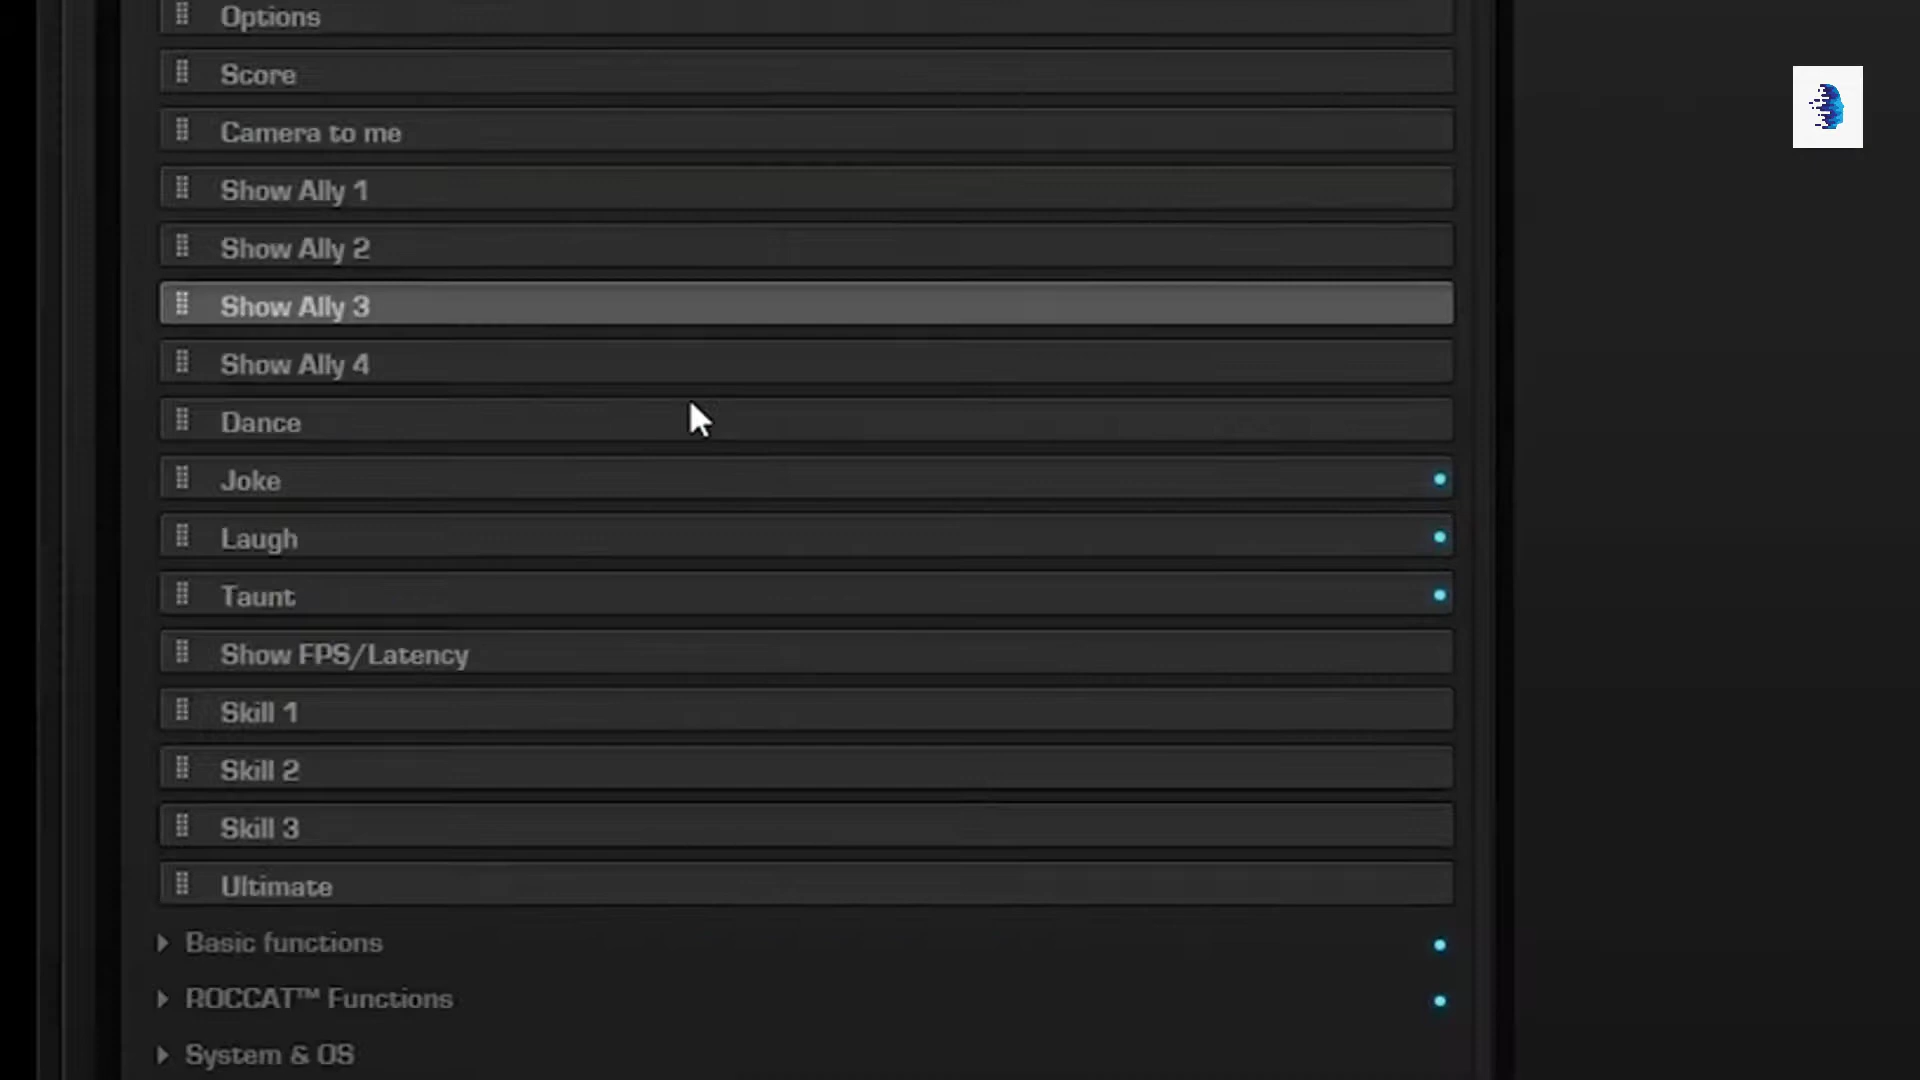 Options
Score
Camera to me
Show Ally 1
Show Ally 2
Show Ally 3
Show Ally 4
Dance
Joke
Laugh
Taunt
Show FPS/Latency
Skill 1
Skill 2
Skill 3
Ultimate
Basic functions
ROCCAT™ Functions
System & OS